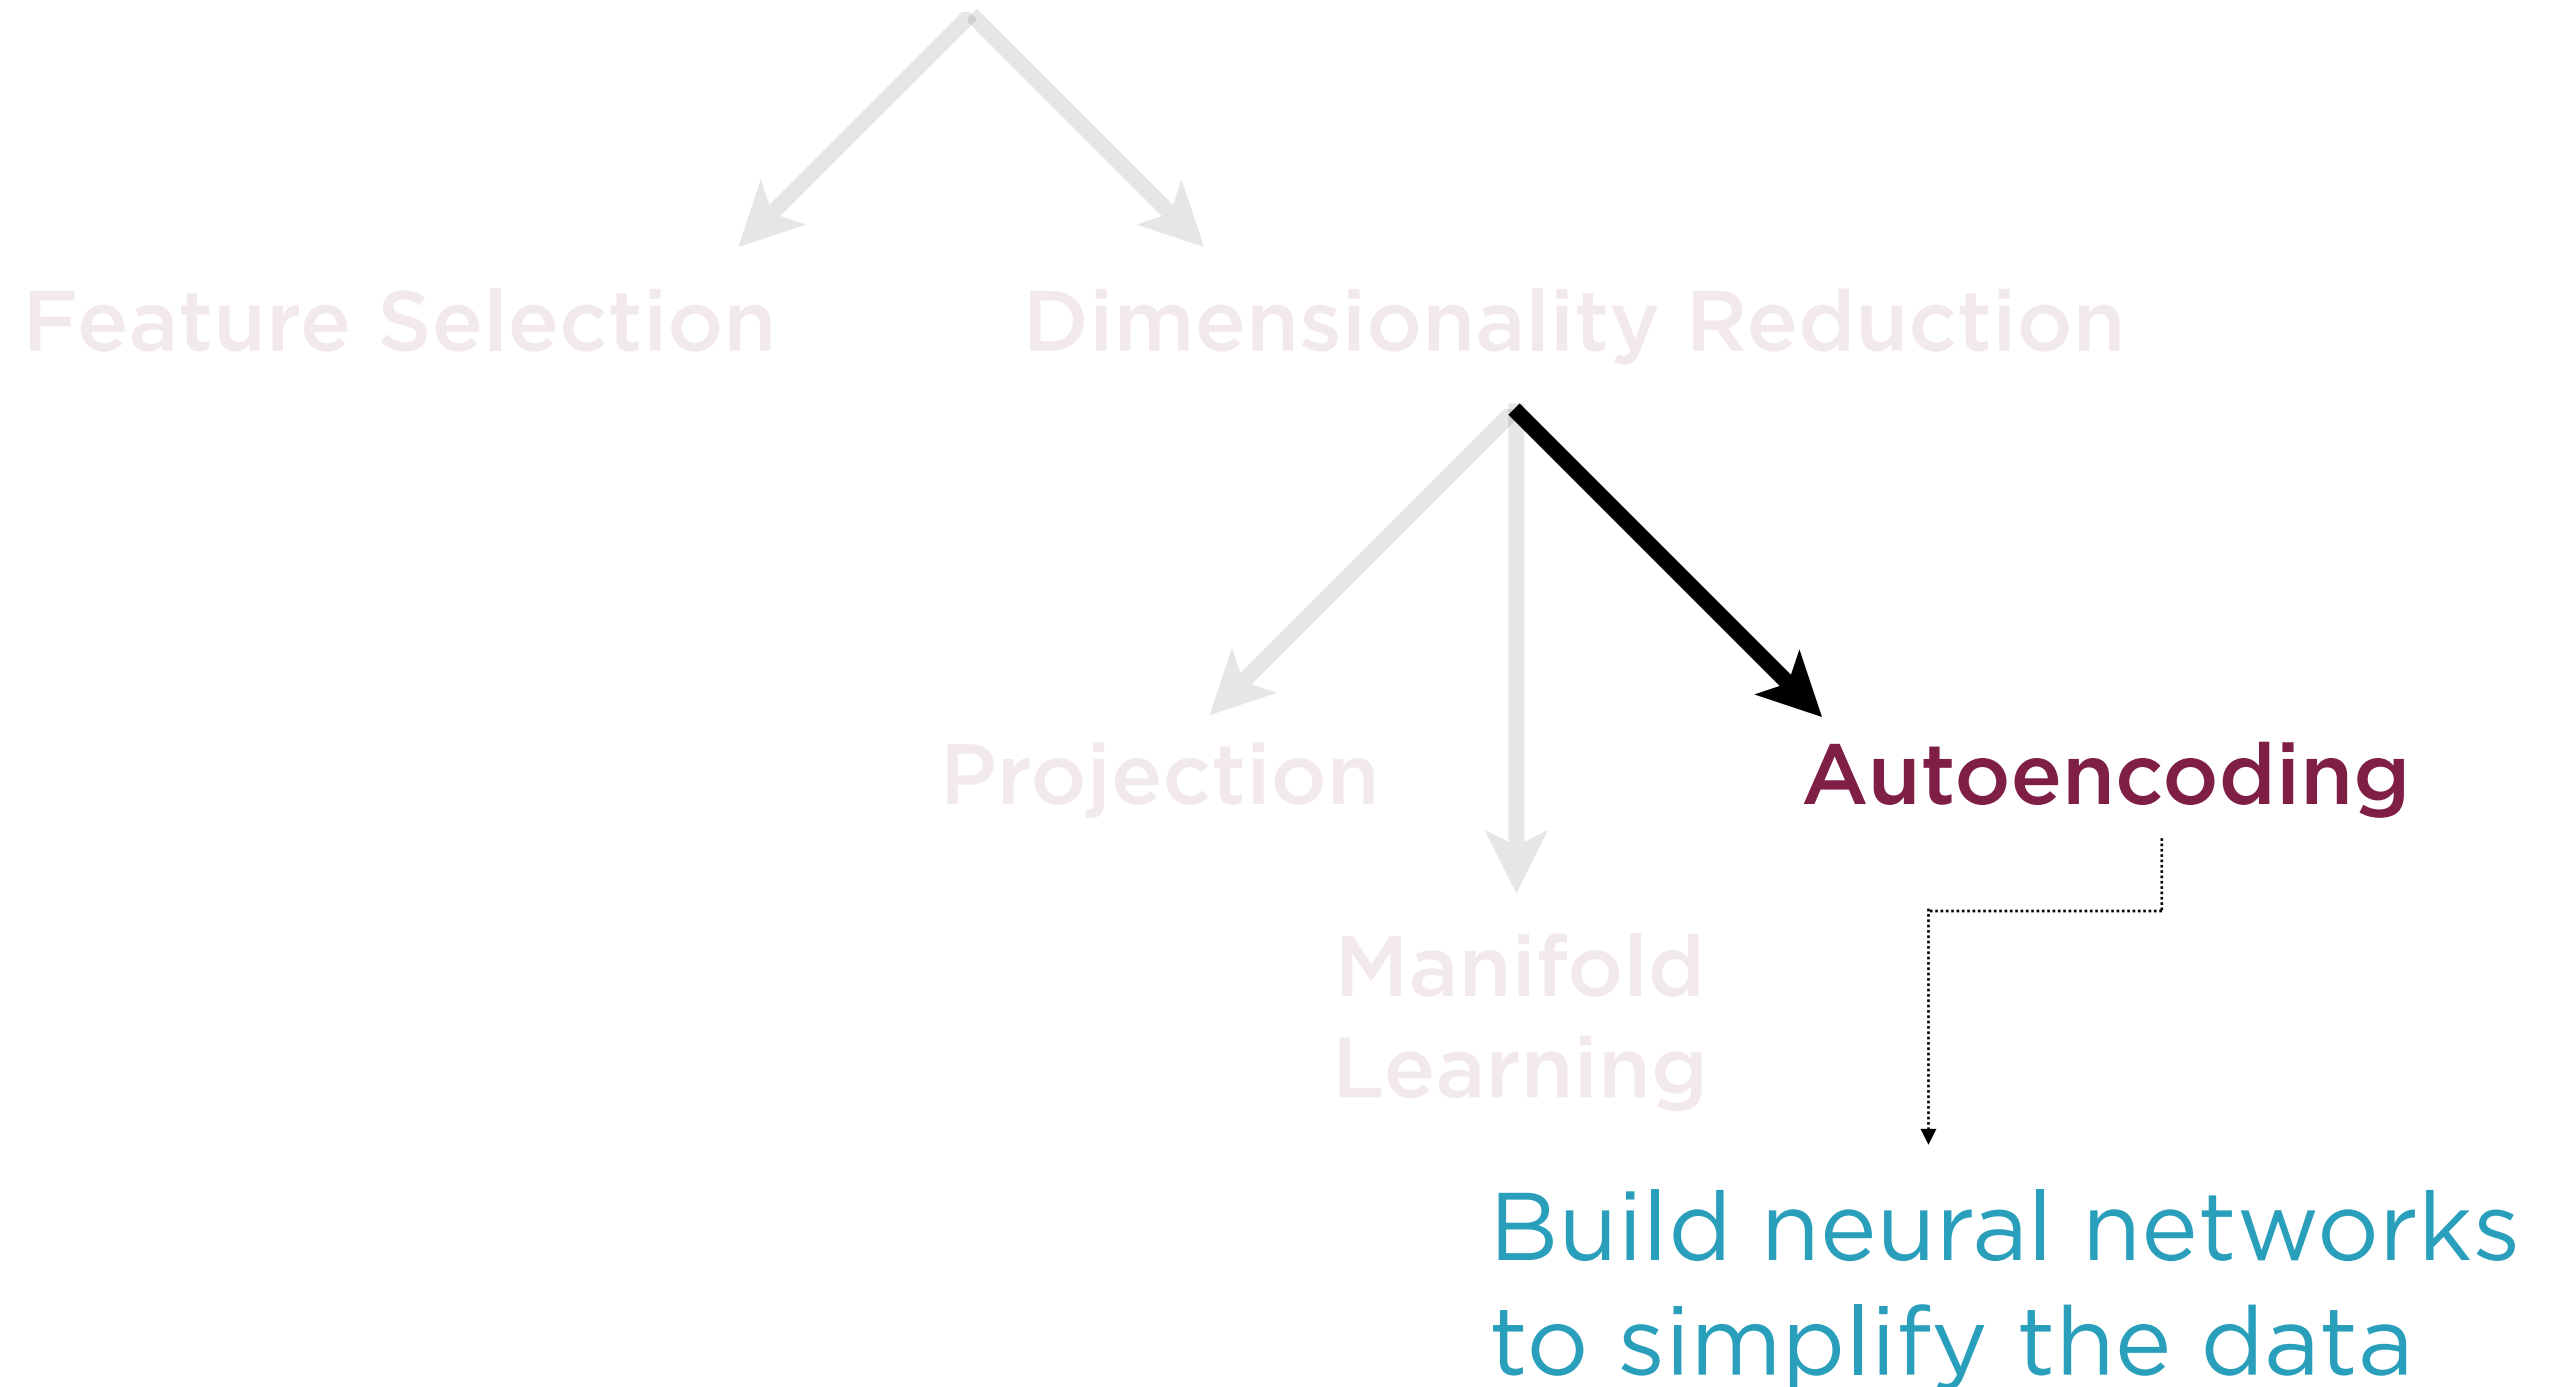 Feature Selection
Dimensionality Reduction
Projection
Autoencoding
Manifold
Learning
Build neural networks
to simplify the data